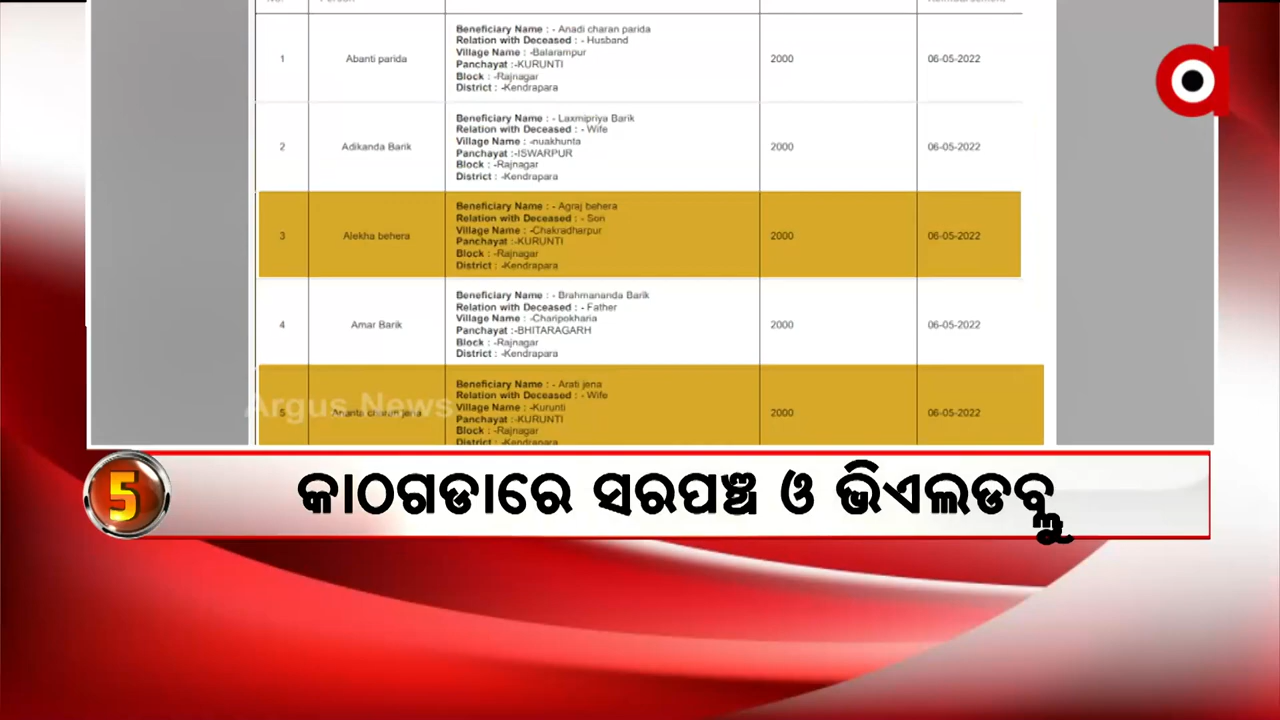 Beneficiary Name : - Anadi charan parida
Relation with Deceased : - Husband
Village Name : -Balarampur
1 Abanti parida Panchayat :-KURUNTI 2000 06-05-2022
Block : -Rajnagar
District : -Kendrapara
Beneficiary Name : - Laxmipriya Barik
Relation with Deceased : - Wife
Village Name : -nuakhunta
2 Adikanda Barik Panchayat :-ISWARPUR 2000 06-05-2022
Block : -Rajnagar
District : -Kendrapara
Beneficiary Name : - Agraj behera
Relation with Deceased : - Son
Village Name : -Chakradharpur
3 Alekha behera Panchayat :-KURUNTI 2000 06-05-2022
Block : -Rajnagar
District : -Kendrapara
Beneficiary Name : - Brahmananda Barik
Relation with Deceased : - Father
Village Name : -Charipokharia
4 Amar Barik Panchayat :-BHITARAGARH 2000 06-05-2022
Block : -Rajnagar
District : -Kendrapara
Beneficiary Name : - Arati jena
Relation with Deceased : - Wife
Village Name : -Kurunti
5 Ananta charan jena Panchayat :-KURUNTI 2000 06-05-2022
Block : -Rajnagar
District : -Kendrapara
Argus News
5 କାଠଗଡାରେ ସରପଞ୍ଚ ଓ ଭିଏଲଡବ୍ଲୁ